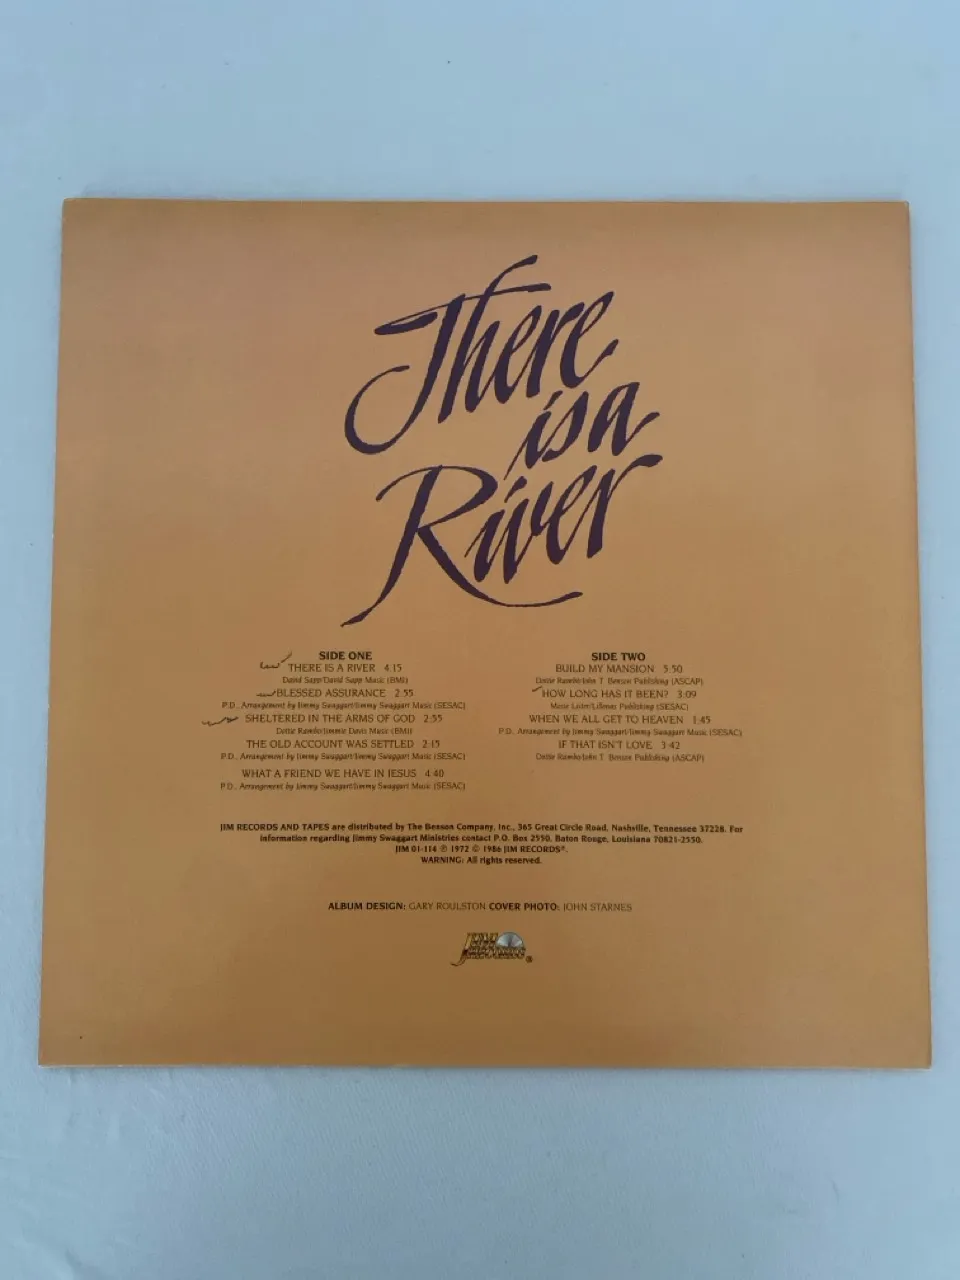 There
is a
River
SIDE ONE
THERE IS A RIVER 4:15
David Sapp/David Sapp Music (BMI)
BLESSED ASSURANCE 2:55
P.D., Arrangement by Jimmy Swaggart/Jimmy Swaggart Music (SESAC)
SHELTERED IN THE ARMS OF GOD 2:55
Dottie Rambo/Jimmie Davis Music (BMI)
THE OLD ACCOUNT WAS SETTLED 2:15
P.D., Arrangement by Jimmy Swaggart/Jimmy Swaggart Music (SESAC)
WHAT A FRIEND WE HAVE IN JESUS 4:40
P.D., Arrangement by Jimmy Swaggart/Jimmy Swaggart Music (SESAC)
SIDE TWO
BUILD MY MANSION 5:50
Dottie Rambo/John T. Benson Publishing (ASCAP)
HOW LONG HAS IT BEEN? 3:09
Mosie Lister/Lillenas Publishing (SESAC)
WHEN WE ALL GET TO HEAVEN 1:45
P.D., Arrangement by Jimmy Swaggart/Jimmy Swaggart Music (SESAC)
IF THAT ISN'T LOVE 3:42
Dottie Rambo/John T. Benson Publishing (ASCAP)
JIM RECORDS AND TAPES are distributed by The Benson Company, Inc., 365 Great Circle Road, Nashville, Tennessee 37228. For
information regarding Jimmy Swaggart Ministries contact P.O. Box 2550, Baton Rouge, Louisiana 70821-2550.
JIM 01-114 ℗ 1972 © 1986 JIM RECORDS®.
WARNING: All rights reserved.
ALBUM DESIGN: GARY ROULSTON COVER PHOTO: JOHN STARNES
JIM
RECORDS ®